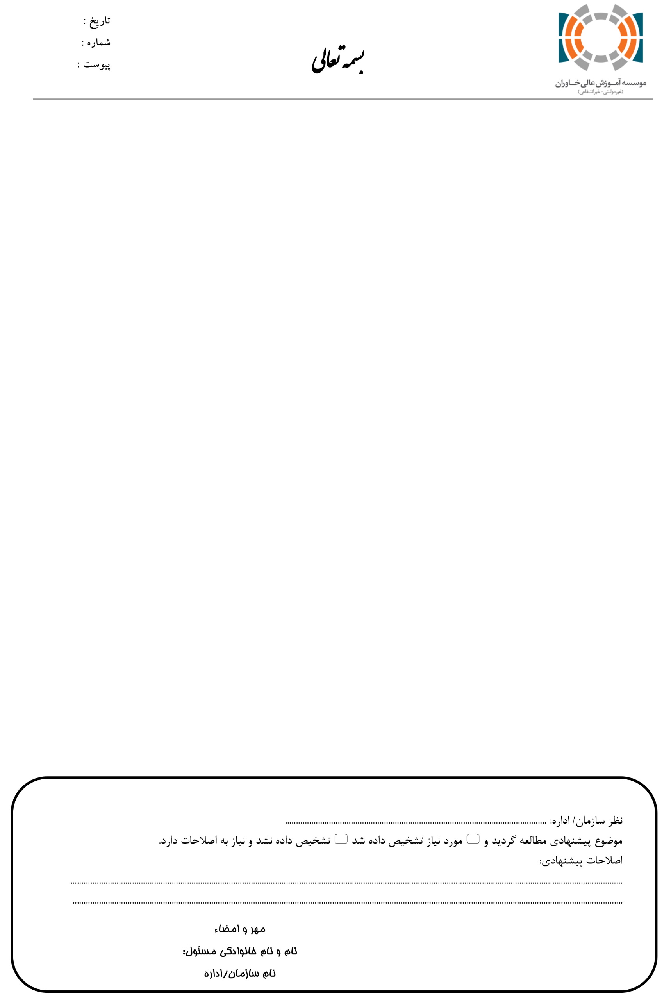 تاریخ :
شماره :
پیوست :
بسمه تعالی
موسسه آمـوزش عالی خـاوران
(غیردولـتی- غیرانتـفاعی)
نظر سازمان/ اداره: ........................................................................................................................
موضوع پیشنهادی مطالعه گردید و مورد نیاز تشخیص داده شد تشخیص داده نشد و نیاز به اصلاحات دارد.
اصلاحات پیشنهادی:
................................................................................................................................................................................................................................................................
................................................................................................................................................................................................................................................................
مهر و امضاء
نام و نام خانوادگی مسئول:
نام سازمان/اداره